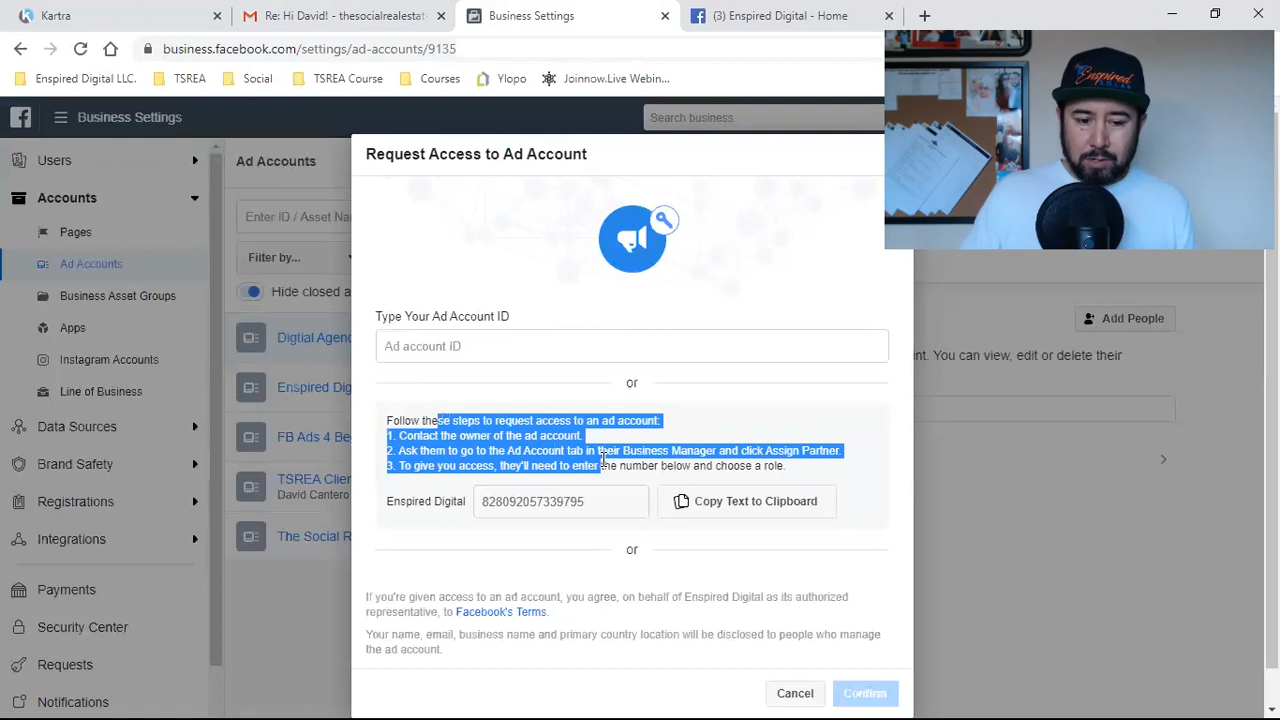 Kartra
Re: Hi David! - thesocialrealestat
Business Settings
(3) Enspired Digital - Home
business.facebook.com/settings/ad-accounts/9135
Enspired Digital LLC.
TSREA - Social
TSREA Courses
Courses
Ylopo
Joinnow.Live Webin...
Business Settings
Search business
Enspired
Users
Accounts
Pages
Ad Accounts
Business Asset Groups
Apps
Instagram Accounts
Line of Business
Data Sources
Brand Safety
Registrations
Integrations
Payments
Security Center
Requests
Notifications
Ad Accounts
Enter ID / Asset Na
Filter by...
Hide closed a
Digtial Agen
Enspired Dig
FB Ads 4 Beg
TSREA Clien
David Cantero
The Social R
Request Access to Ad Account
Type Your Ad Account ID
Ad account ID
or
Follow these steps to request access to an ad account:
1. Contact the owner of the ad account.
2. Ask them to go to the Ad Account tab in their Business Manager and click Assign Partner.
3. To give you access, they'll need to enter the number below and choose a role.
Enspired Digital 828092057339795 Copy Text to Clipboard
or
If you're given access to an ad account, you agree, on behalf of Enspired Digital as its authorized
representative, to Facebook's Terms.
Your name, email, business name and primary country location will be disclosed to people who manage
the ad account.
Cancel
Confirm
Add People
nt. You can view, edit or delete their